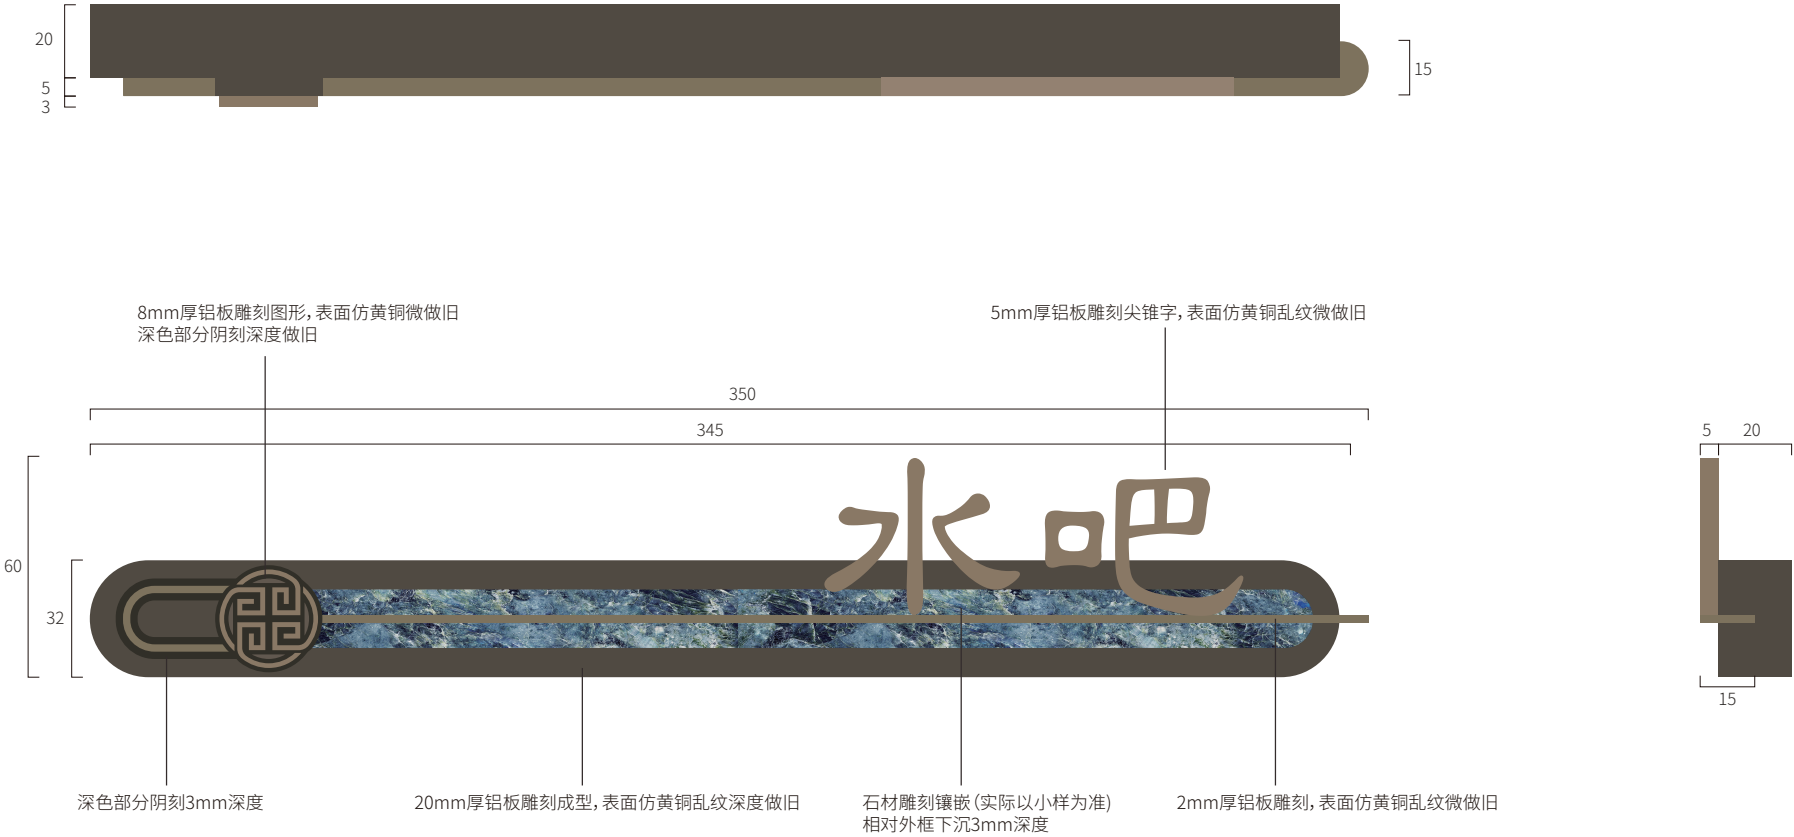 20
5
3
15
8mm厚铝板雕刻图形，表面仿黄铜微做旧
深色部分阴刻深度做旧
5mm厚铝板雕刻尖锥字，表面仿黄铜乱纹微做旧
350
345
5
20
60
32
水吧
15
深色部分阴刻3mm深度
20mm厚铝板雕刻成型，表面仿黄铜乱纹深度做旧
石材雕刻镶嵌（实际以小样为准)
相对外框下沉3mm深度
2mm厚铝板雕刻，表面仿黄铜乱纹微做旧